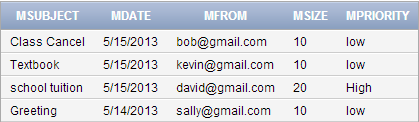 MSUBJECT MDATE MFROM MSIZE MPRIORITY
Class Cancel 5/15/2013 bob@gmail.com 10 low
Textbook 5/15/2013 kevin@gmail.com 10 low
school tuition 5/15/2013 david@gmail.com 20 High
Greeting 5/14/2013 sally@gmail.com 10 low